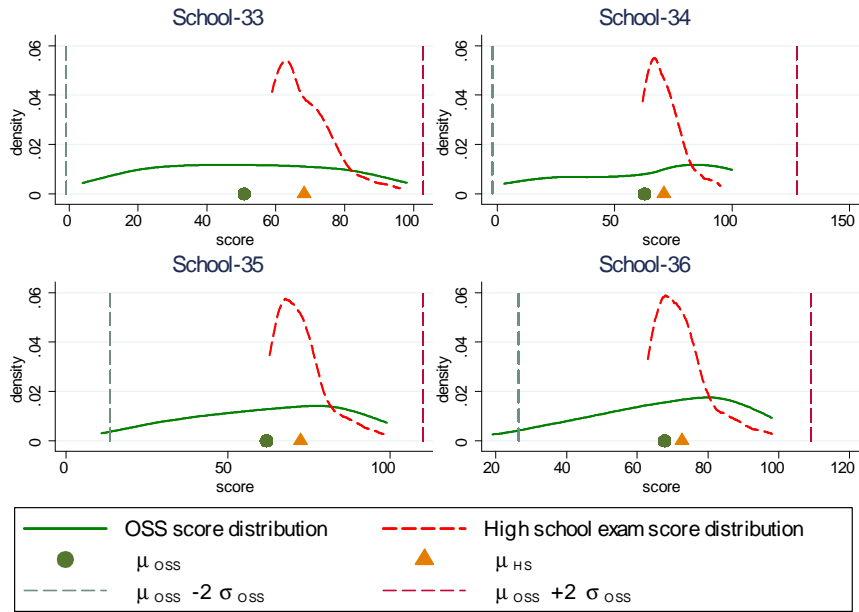 School-33
School-34
density
0 .02 .04 .06
0 20 40 60 80 100
score
density
0 .02 .04 .06
0 50 100 150
score
School-35
School-36
density
0 .02 .04 .06
0 50 100
score
density
0 .02 .04 .06
20 40 60 80 100 120
score
OSS score distribution
High school exam score distribution
μ OSS
μ HS
μ OSS -2 σ OSS
μ OSS +2 σ OSS